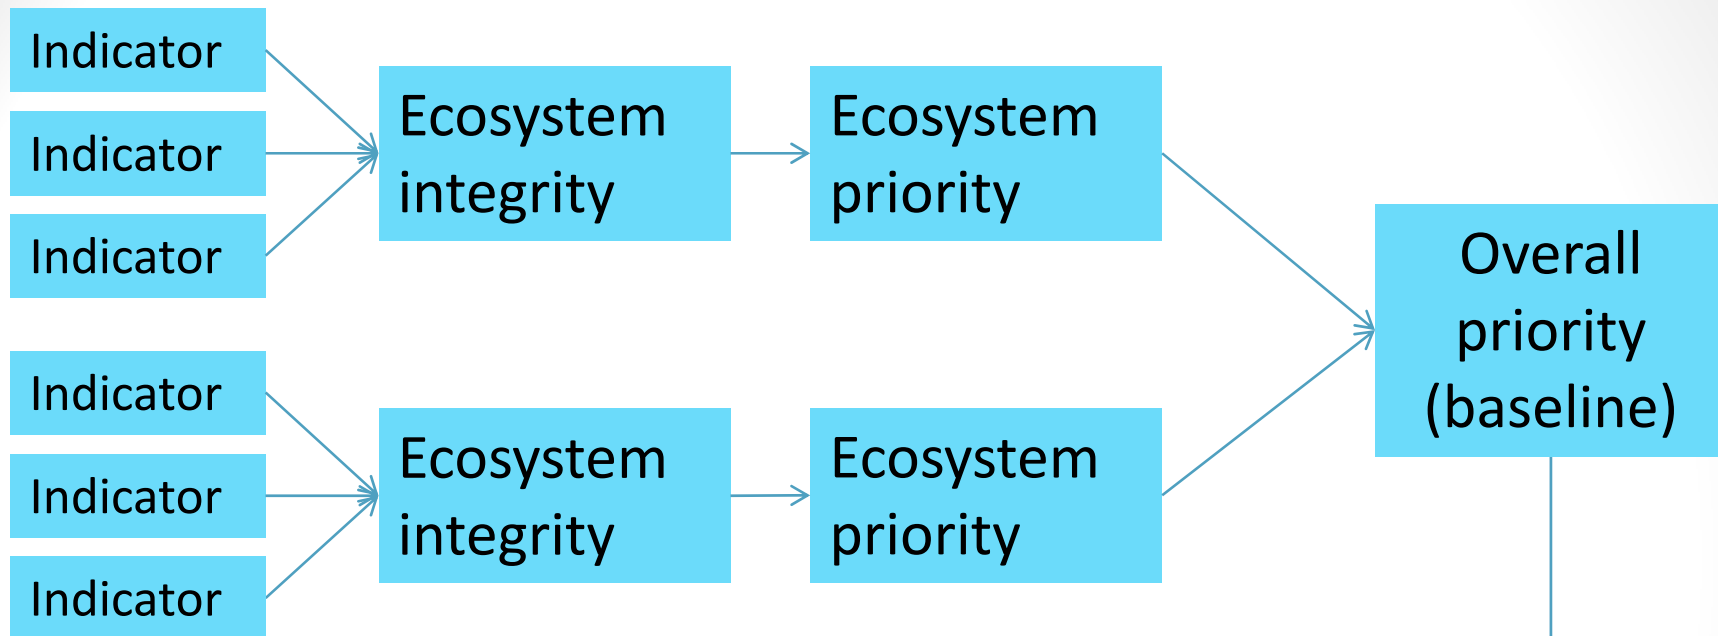 Indicator
Indicator
Indicator
Ecosystem
integrity
Ecosystem
priority
Indicator
Indicator
Indicator
Ecosystem
integrity
Ecosystem
priority
Overall
priority
(baseline)